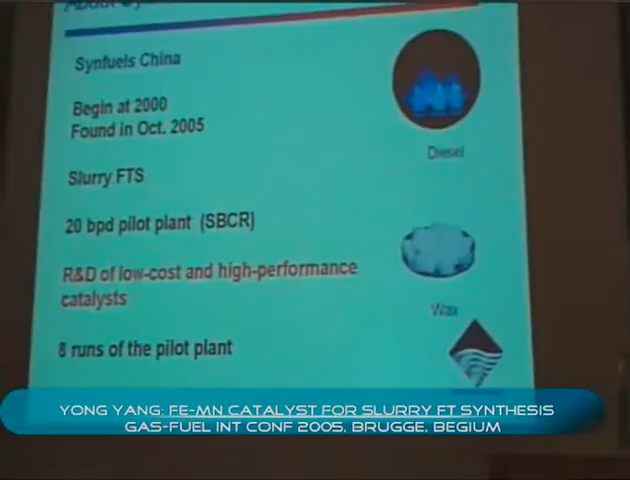 About
Synfuels China
Begin at 2000
Found in Oct. 2005
Slurry FTS
20 bpd pilot plant (SBCR)
R&D of low-cost and high-performance
catalysts
8 runs of the pilot plant
Diesel
Wax
YONG YANG: FE-MN CATALYST FOR SLURRY FT SYNTHESIS
GAS-FUEL INT CONF 2005, BRUGGE, BEGIUM